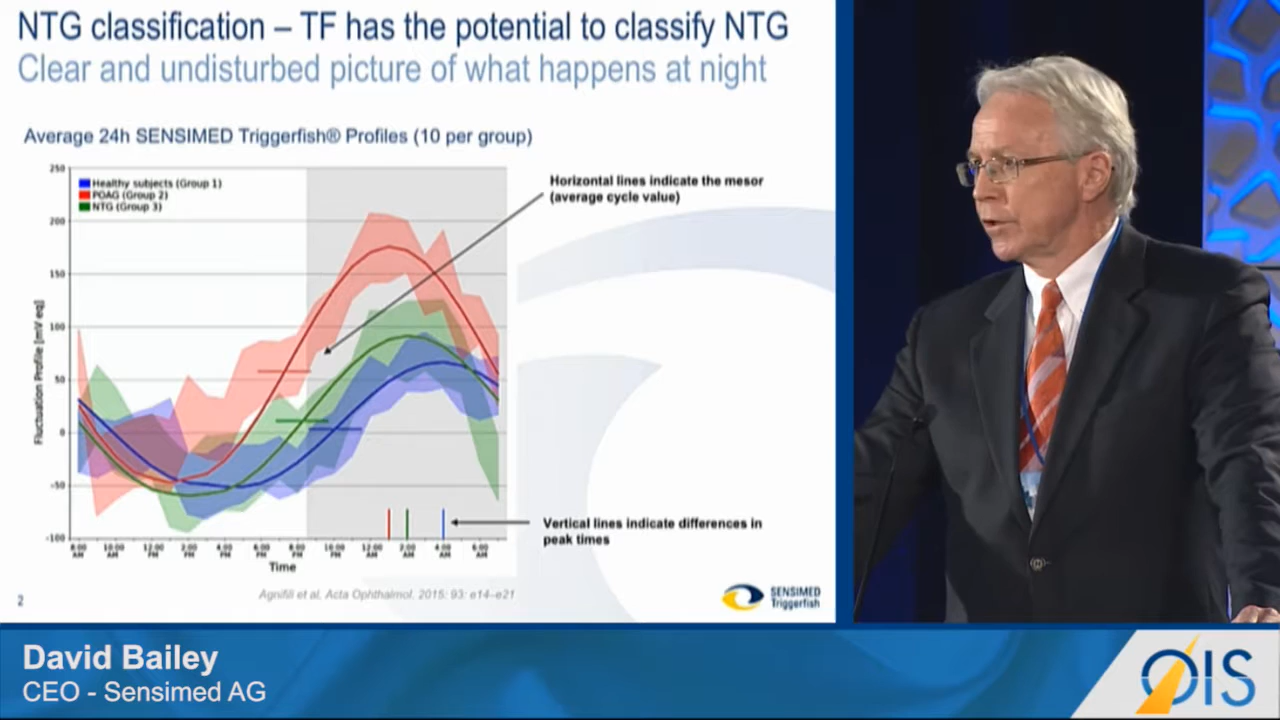 NTG classification – TF has the potential to classify NTG
Clear and undisturbed picture of what happens at night
Average 24h SENSIMED Triggerfish® Profiles (10 per group)
Healthy subjects (Group 1)
POAG (Group 2)
NTG (Group 3)
Horizontal lines indicate the mesor
(average cycle value)
Fluctuation Profile [mV eq]
250
200
150
100
50
0
-50
-100
8:00 AM
10:00 AM
12:00 PM
2:00 PM
4:00 PM
6:00 PM
8:00 PM
10:00 PM
12:00 AM
2:00 AM
4:00 AM
6:00 AM
Time
Vertical lines indicate differences in
peak times
Agnifili et al. Acta Ophthalmol. 2015: 93: e14–e21
2
SENSIMED
Triggerfish
David Bailey
CEO - Sensimed AG
OIS